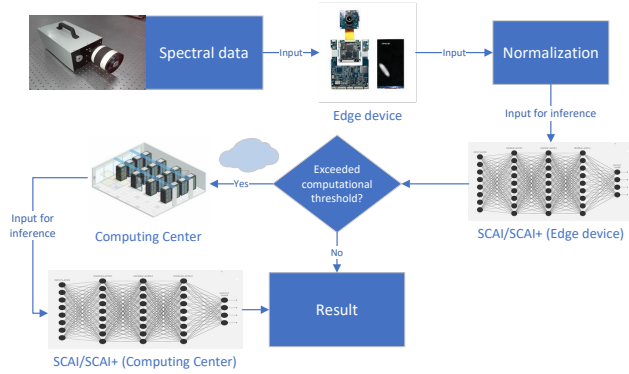 Spectral data
Input
Input
Normalization
Edge device
Input for inference
Exceeded
computational
threshold?
Yes
Computing Center
SCAI/SCAI+ (Edge device)
Input for
inference
No
Result
SCAI/SCAI+ (Computing Center)